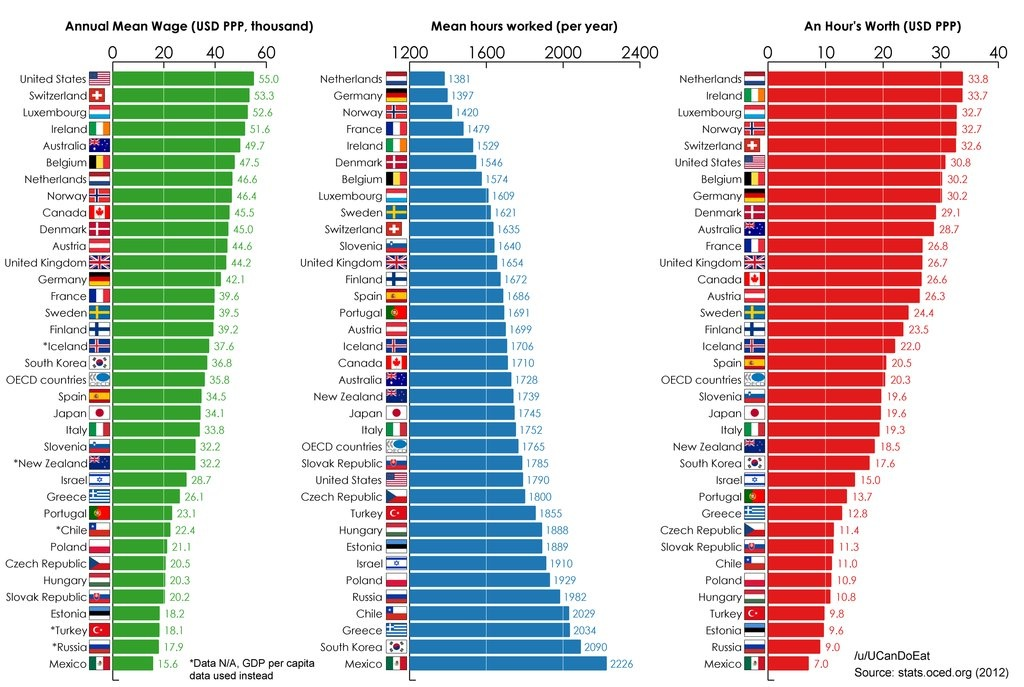 Annual Mean Wage (USD PPP, thousand)
0 20 40 60
United States 55.0
Switzerland 53.3
Luxembourg 52.6
Ireland 51.6
Australia 49.7
Belgium 47.5
Netherlands 46.6
Norway 46.4
Canada 45.5
Denmark 45.0
Austria 44.6
United Kingdom 44.2
Germany 42.1
France 39.6
Sweden 39.5
Finland 39.2
*Iceland 37.6
South Korea 36.8
OECD countries 35.8
Spain 34.5
Japan 34.1
Italy 33.8
Slovenia 32.2
*New Zealand 32.2
Israel 28.7
Greece 26.1
Portugal 23.1
*Chile 22.4
Poland 21.1
Czech Republic 20.5
Hungary 20.3
Slovak Republic 20.2
Estonia 18.2
*Turkey 18.1
*Russia 17.9
Mexico 15.6
*Data N/A, GDP per capita
data used instead
Mean hours worked (per year)
1200 1600 2000 2400
Netherlands 1381
Germany 1397
Norway 1420
France 1479
Ireland 1529
Denmark 1546
Belgium 1574
Luxembourg 1609
Sweden 1621
Switzerland 1635
Slovenia 1640
United Kingdom 1654
Finland 1672
Spain 1686
Portugal 1691
Austria 1699
Iceland 1706
Canada 1710
Australia 1728
New Zealand 1739
Japan 1745
Italy 1752
OECD countries 1765
Slovak Republic 1785
United States 1790
Czech Republic 1800
Turkey 1855
Hungary 1888
Estonia 1889
Israel 1910
Poland 1929
Russia 1982
Chile 2029
Greece 2034
South Korea 2090
Mexico 2226
An Hour's Worth (USD PPP)
0 10 20 30 40
Netherlands 33.8
Ireland 33.7
Luxembourg 32.7
Norway 32.7
Switzerland 32.6
United States 30.8
Belgium 30.2
Germany 30.2
Denmark 29.1
Australia 28.7
France 26.8
United Kingdom 26.7
Canada 26.6
Austria 26.3
Sweden 24.4
Finland 23.5
Iceland 22.0
Spain 20.5
OECD countries 20.3
Slovenia 19.6
Japan 19.6
Italy 19.3
New Zealand 18.5
South Korea 17.6
Israel 15.0
Portugal 13.7
Greece 12.8
Czech Republic 11.4
Slovak Republic 11.3
Chile 11.0
Poland 10.9
Hungary 10.8
Turkey 9.8
Estonia 9.6
Russia 9.0
Mexico 7.0
/u/UCanDoEat
Source: stats.oced.org (2012)